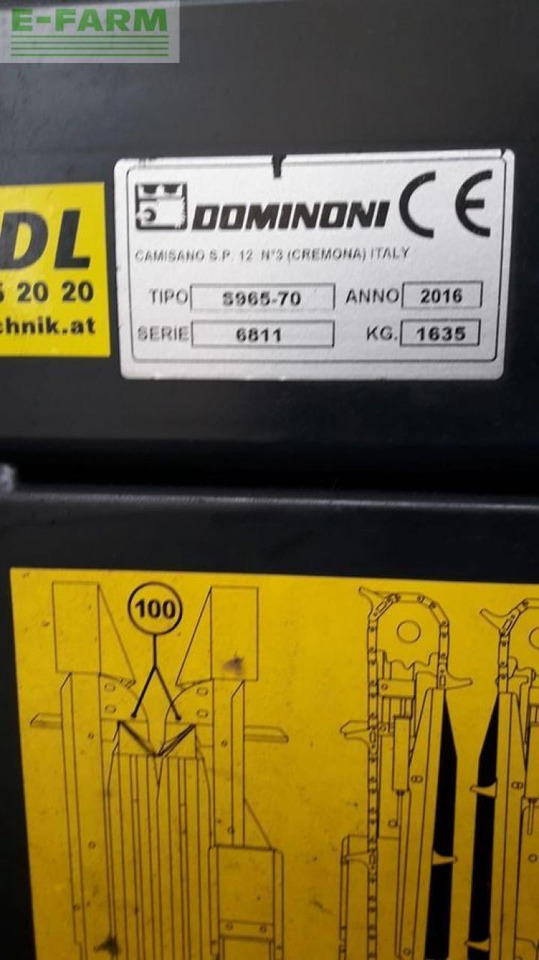 E-FARM
DL
5 20 20
chnik.at
DOMINONI CE
CAMISANO S.P. 12 N°3 (CREMONA) ITALY
TIPO S965-70 ANNO 2016
SERIE 6811 KG. 1635
100